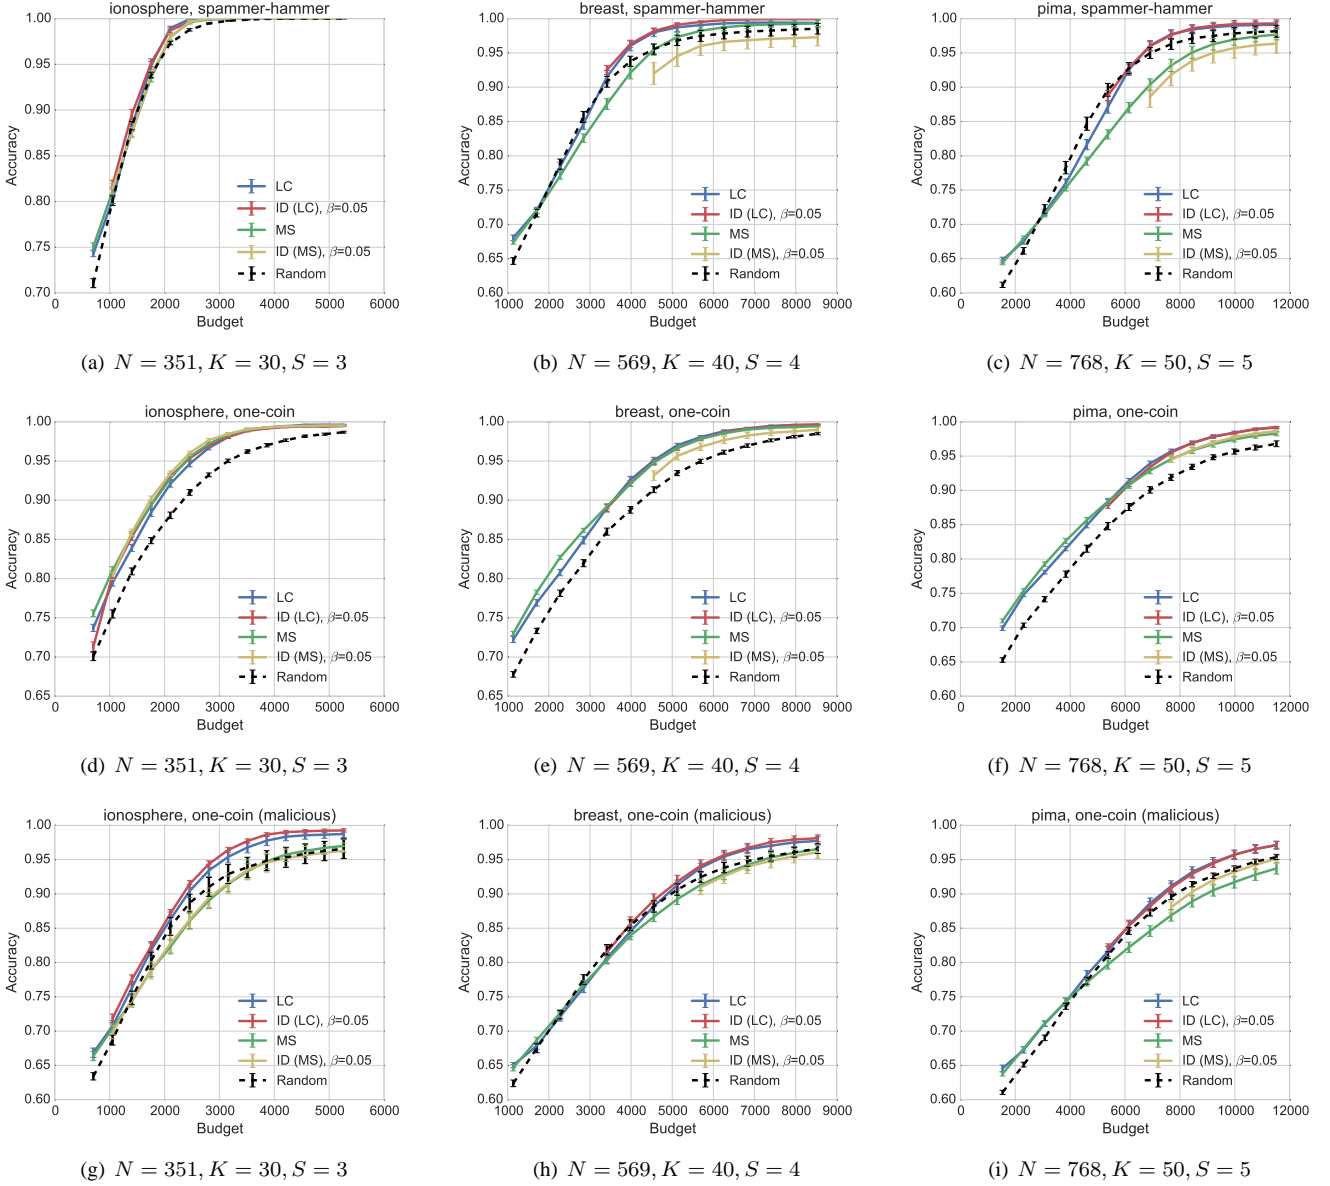 ionosphere, spammer-hammer
1.00
0.95
0.90
0.85
0.80
0.75
0.70
Accuracy
LC
ID (LC), β=0.05
MS
ID (MS), β=0.05
Random
0 1000 2000 3000 4000 5000 6000
Budget
(a) N = 351, K = 30, S = 3
breast, spammer-hammer
1.00
0.95
0.90
0.85
0.80
0.75
0.70
0.65
0.60
Accuracy
LC
ID (LC), β=0.05
MS
ID (MS), β=0.05
Random
1000 2000 3000 4000 5000 6000 7000 8000 9000
Budget
(b) N = 569, K = 40, S = 4
pima, spammer-hammer
1.00
0.95
0.90
0.85
0.80
0.75
0.70
0.65
0.60
Accuracy
LC
ID (LC), β=0.05
MS
ID (MS), β=0.05
Random
0 2000 4000 6000 8000 10000 12000
Budget
(c) N = 768, K = 50, S = 5
ionosphere, one-coin
1.00
0.95
0.90
0.85
0.80
0.75
0.70
0.65
Accuracy
LC
ID (LC), β=0.05
MS
ID (MS), β=0.05
Random
0 1000 2000 3000 4000 5000 6000
Budget
(d) N = 351, K = 30, S = 3
breast, one-coin
1.00
0.95
0.90
0.85
0.80
0.75
0.70
0.65
Accuracy
LC
ID (LC), β=0.05
MS
ID (MS), β=0.05
Random
1000 2000 3000 4000 5000 6000 7000 8000 9000
Budget
(e) N = 569, K = 40, S = 4
pima, one-coin
1.00
0.95
0.90
0.85
0.80
0.75
0.70
0.65
0.60
Accuracy
LC
ID (LC), β=0.05
MS
ID (MS), β=0.05
Random
0 2000 4000 6000 8000 10000 12000
Budget
(f) N = 768, K = 50, S = 5
ionosphere, one-coin (malicious)
1.00
0.95
0.90
0.85
0.80
0.75
0.70
0.65
0.60
Accuracy
LC
ID (LC), β=0.05
MS
ID (MS), β=0.05
Random
0 1000 2000 3000 4000 5000 6000
Budget
(g) N = 351, K = 30, S = 3
breast, one-coin (malicious)
1.00
0.95
0.90
0.85
0.80
0.75
0.70
0.65
0.60
Accuracy
LC
ID (LC), β=0.05
MS
ID (MS), β=0.05
Random
1000 2000 3000 4000 5000 6000 7000 8000 9000
Budget
(h) N = 569, K = 40, S = 4
pima, one-coin (malicious)
1.00
0.95
0.90
0.85
0.80
0.75
0.70
0.65
0.60
Accuracy
LC
ID (LC), β=0.05
MS
ID (MS), β=0.05
Random
0 2000 4000 6000 8000 10000 12000
Budget
(i) N = 768, K = 50, S = 5